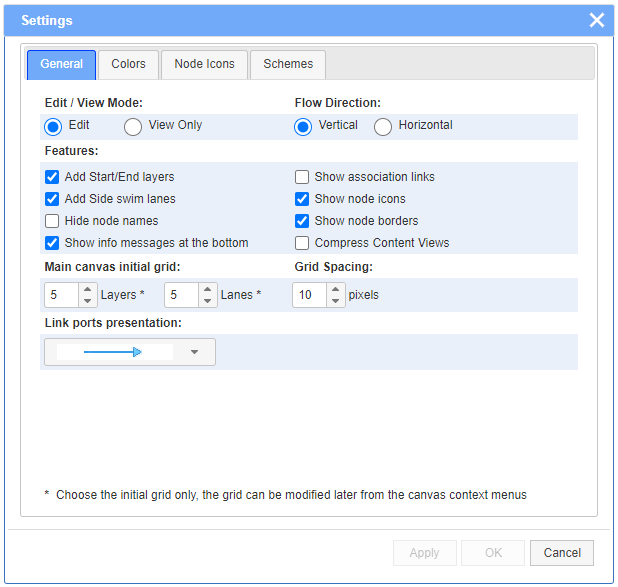 Settings
General Colors Node Icons Schemes
Edit / View Mode: Flow Direction:
Edit View Only Vertical Horizontal
Features:
Add Start/End layers Show association links
Add Side swim lanes Show node icons
Hide node names Show node borders
Show info messages at the bottom Compress Content Views
Main canvas initial grid: Grid Spacing:
5 Layers * 5 Lanes * 10 pixels
Link ports presentation:
* Choose the initial grid only, the grid can be modified later from the canvas context menus
Apply OK Cancel